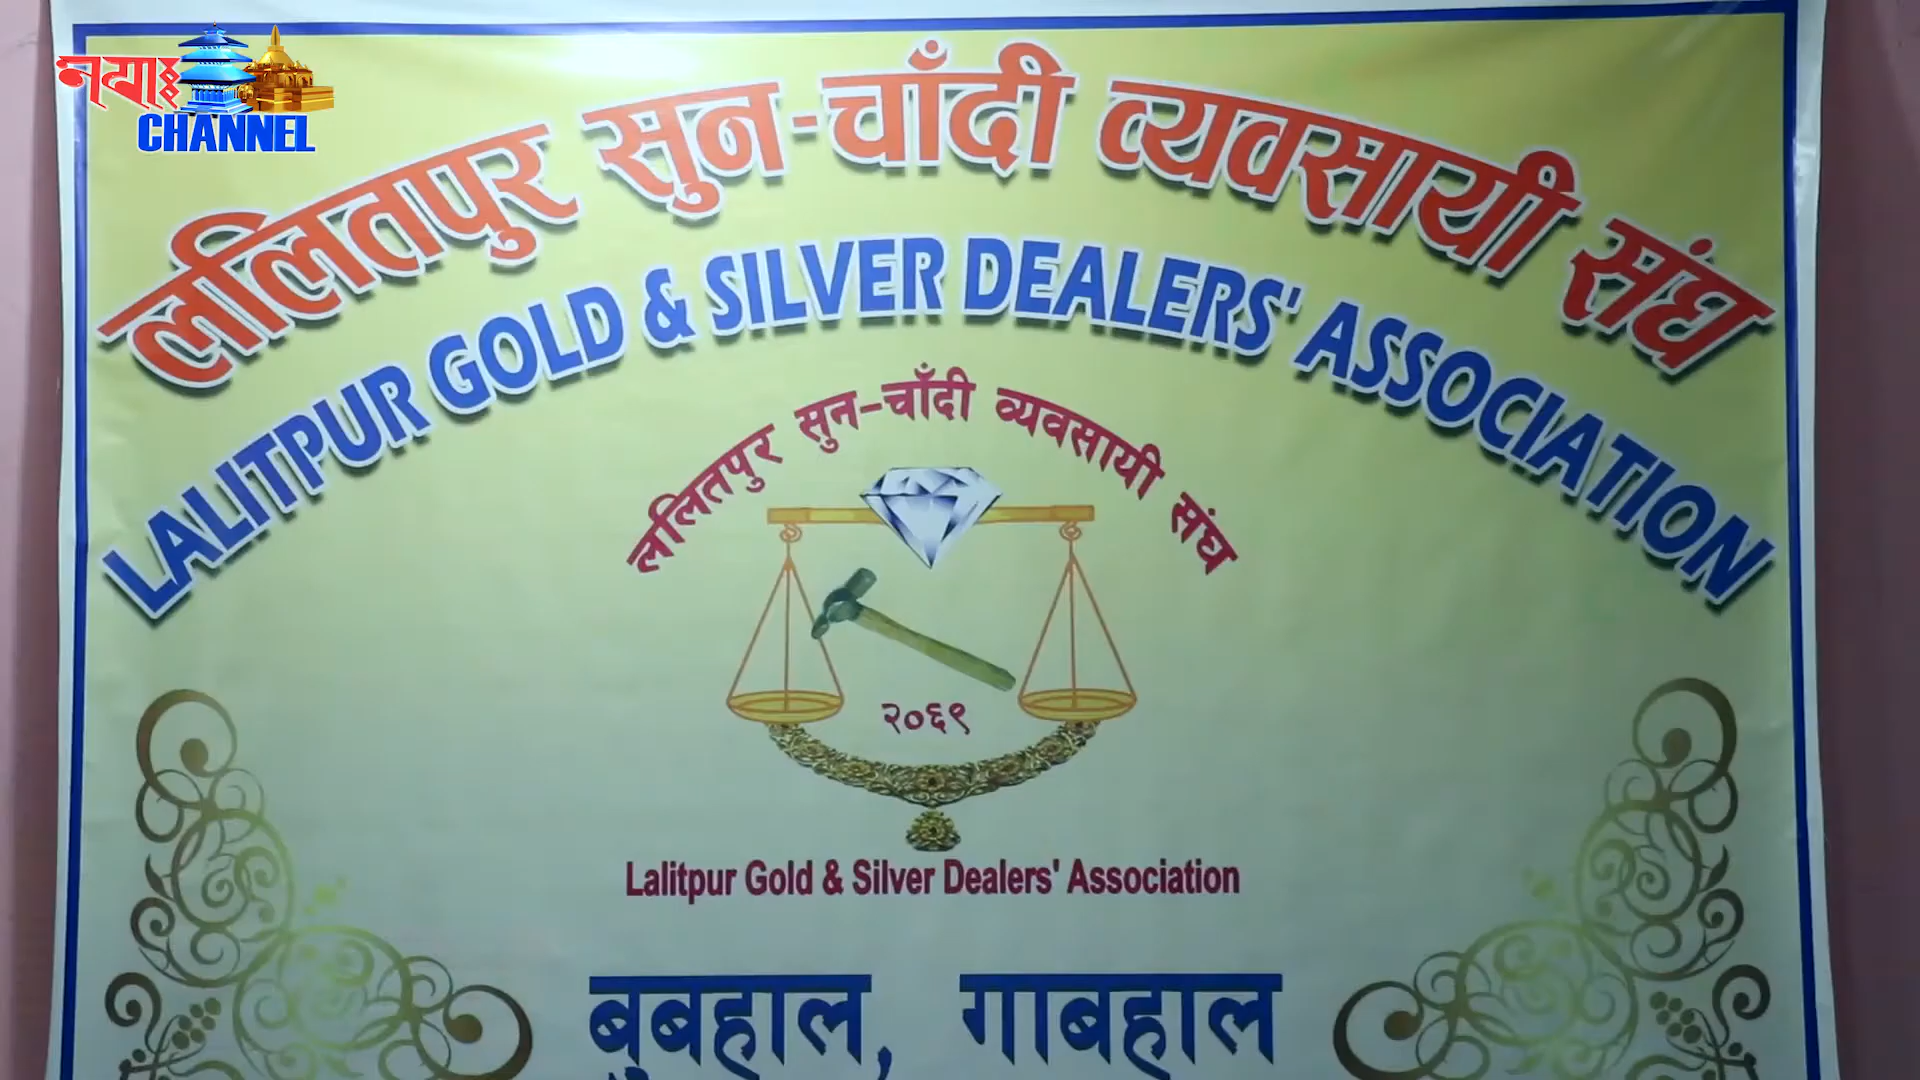 नयाः
CHANNEL
ललितपुर सुन-चाँदी व्यवसायी संघ
LALITPUR GOLD & SILVER DEALERS' ASSOCIATION
ललितपुर सुन-चाँदी व्यवसायी संघ
२०६९
Lalitpur Gold & Silver Dealers' Association
बुबहाल, गाबहाल